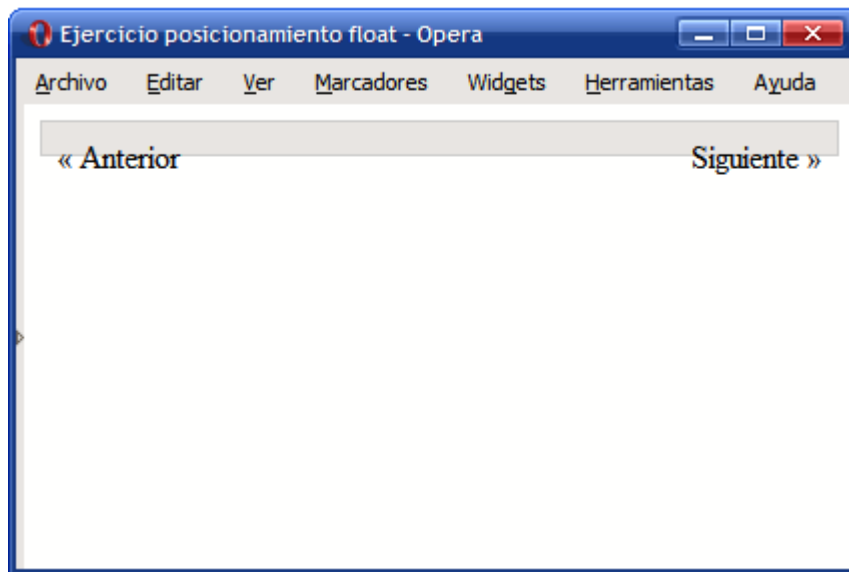 Ejercicio posicionamiento float - Opera
Archivo Editar Ver Marcadores Widgets Herramientas Ayuda
« Anterior Siguiente »